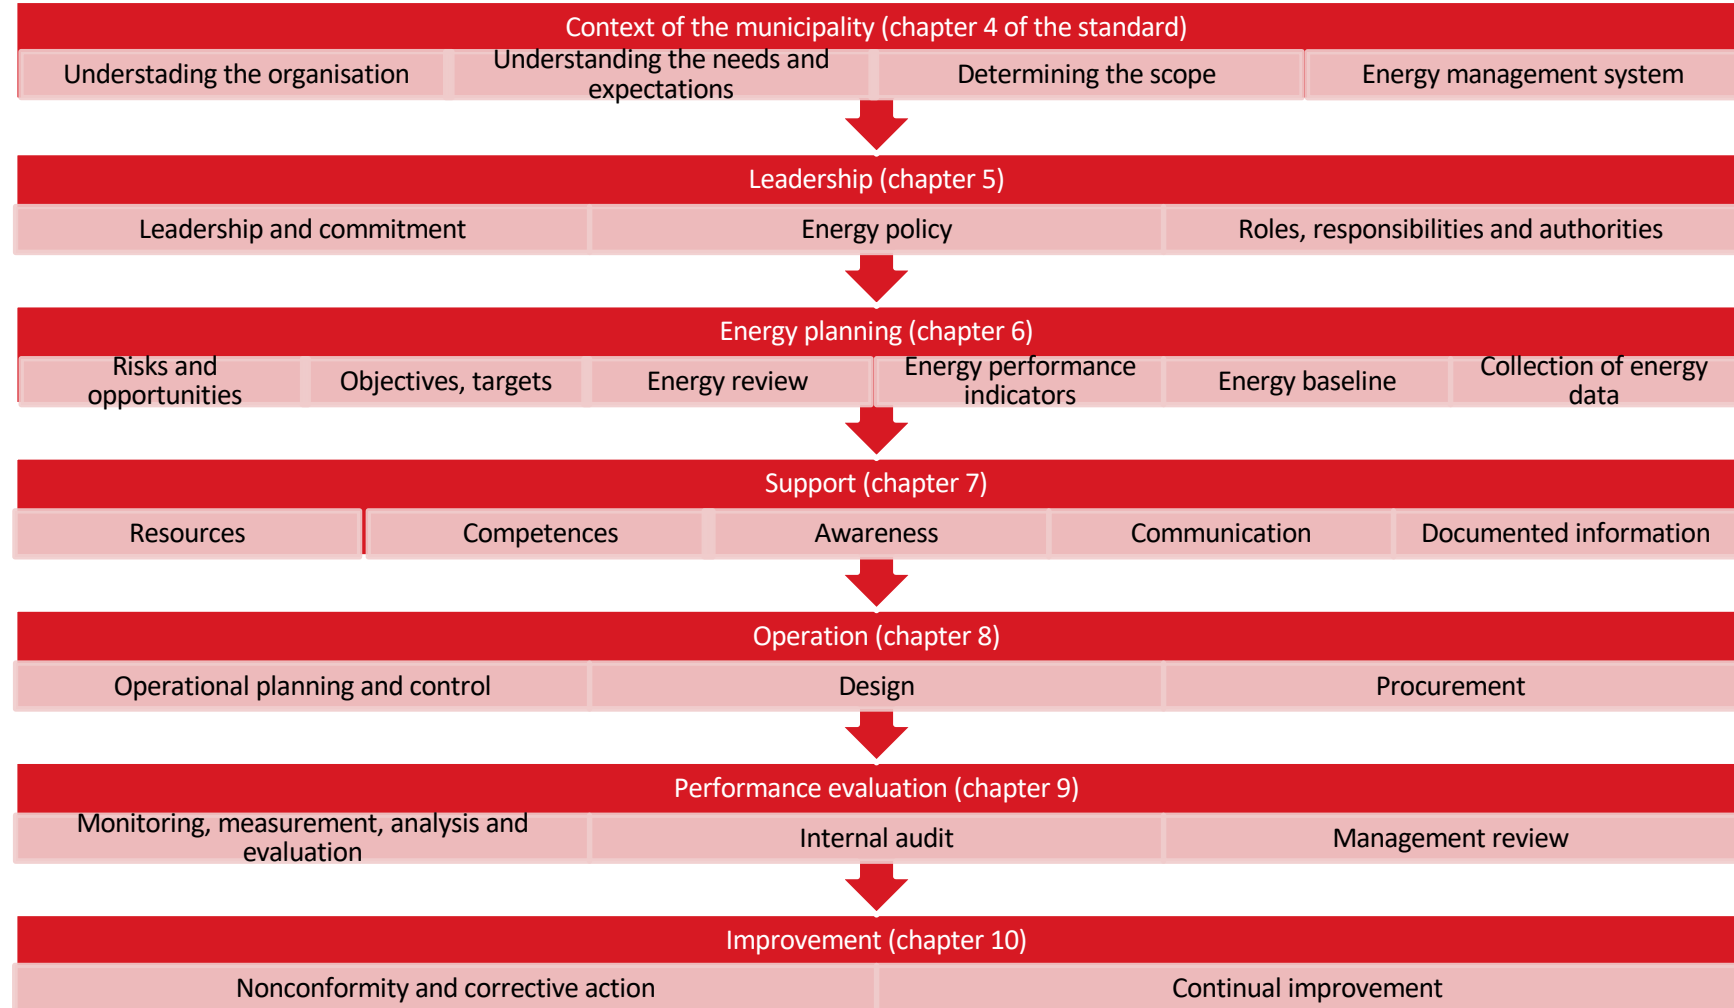 Context of the municipality (chapter 4 of the standard)
Understading the organisation
Understanding the needs and
expectations
Determining the scope
Energy management system
Leadership (chapter 5)
Leadership and commitment
Energy policy
Roles, responsibilities and authorities
Energy planning (chapter 6)
Risks and
opportunities
Objectives, targets
Energy review
Energy performance
indicators
Energy baseline
Collection of energy
data
Support (chapter 7)
Resources
Competences
Awareness
Communication
Documented information
Operation (chapter 8)
Operational planning and control
Design
Procurement
Performance evaluation (chapter 9)
Monitoring, measurement, analysis and
evaluation
Internal audit
Management review
Improvement (chapter 10)
Nonconformity and corrective action
Continual improvement